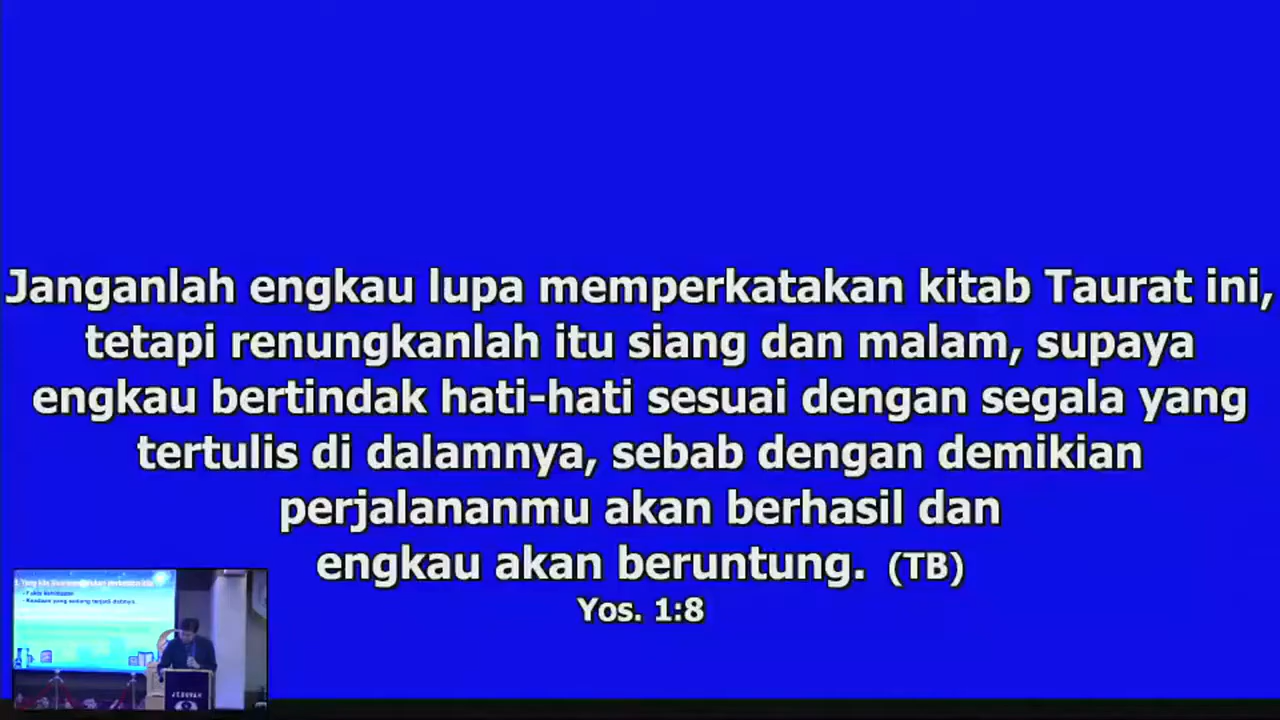 Janganlah engkau lupa memperkatakan kitab Taurat ini,
tetapi renungkanlah itu siang dan malam, supaya
engkau bertindak hati-hati sesuai dengan segala yang
tertulis di dalamnya, sebab dengan demikian
perjalananmu akan berhasil dan
engkau akan beruntung. (TB)
Yos. 1:8